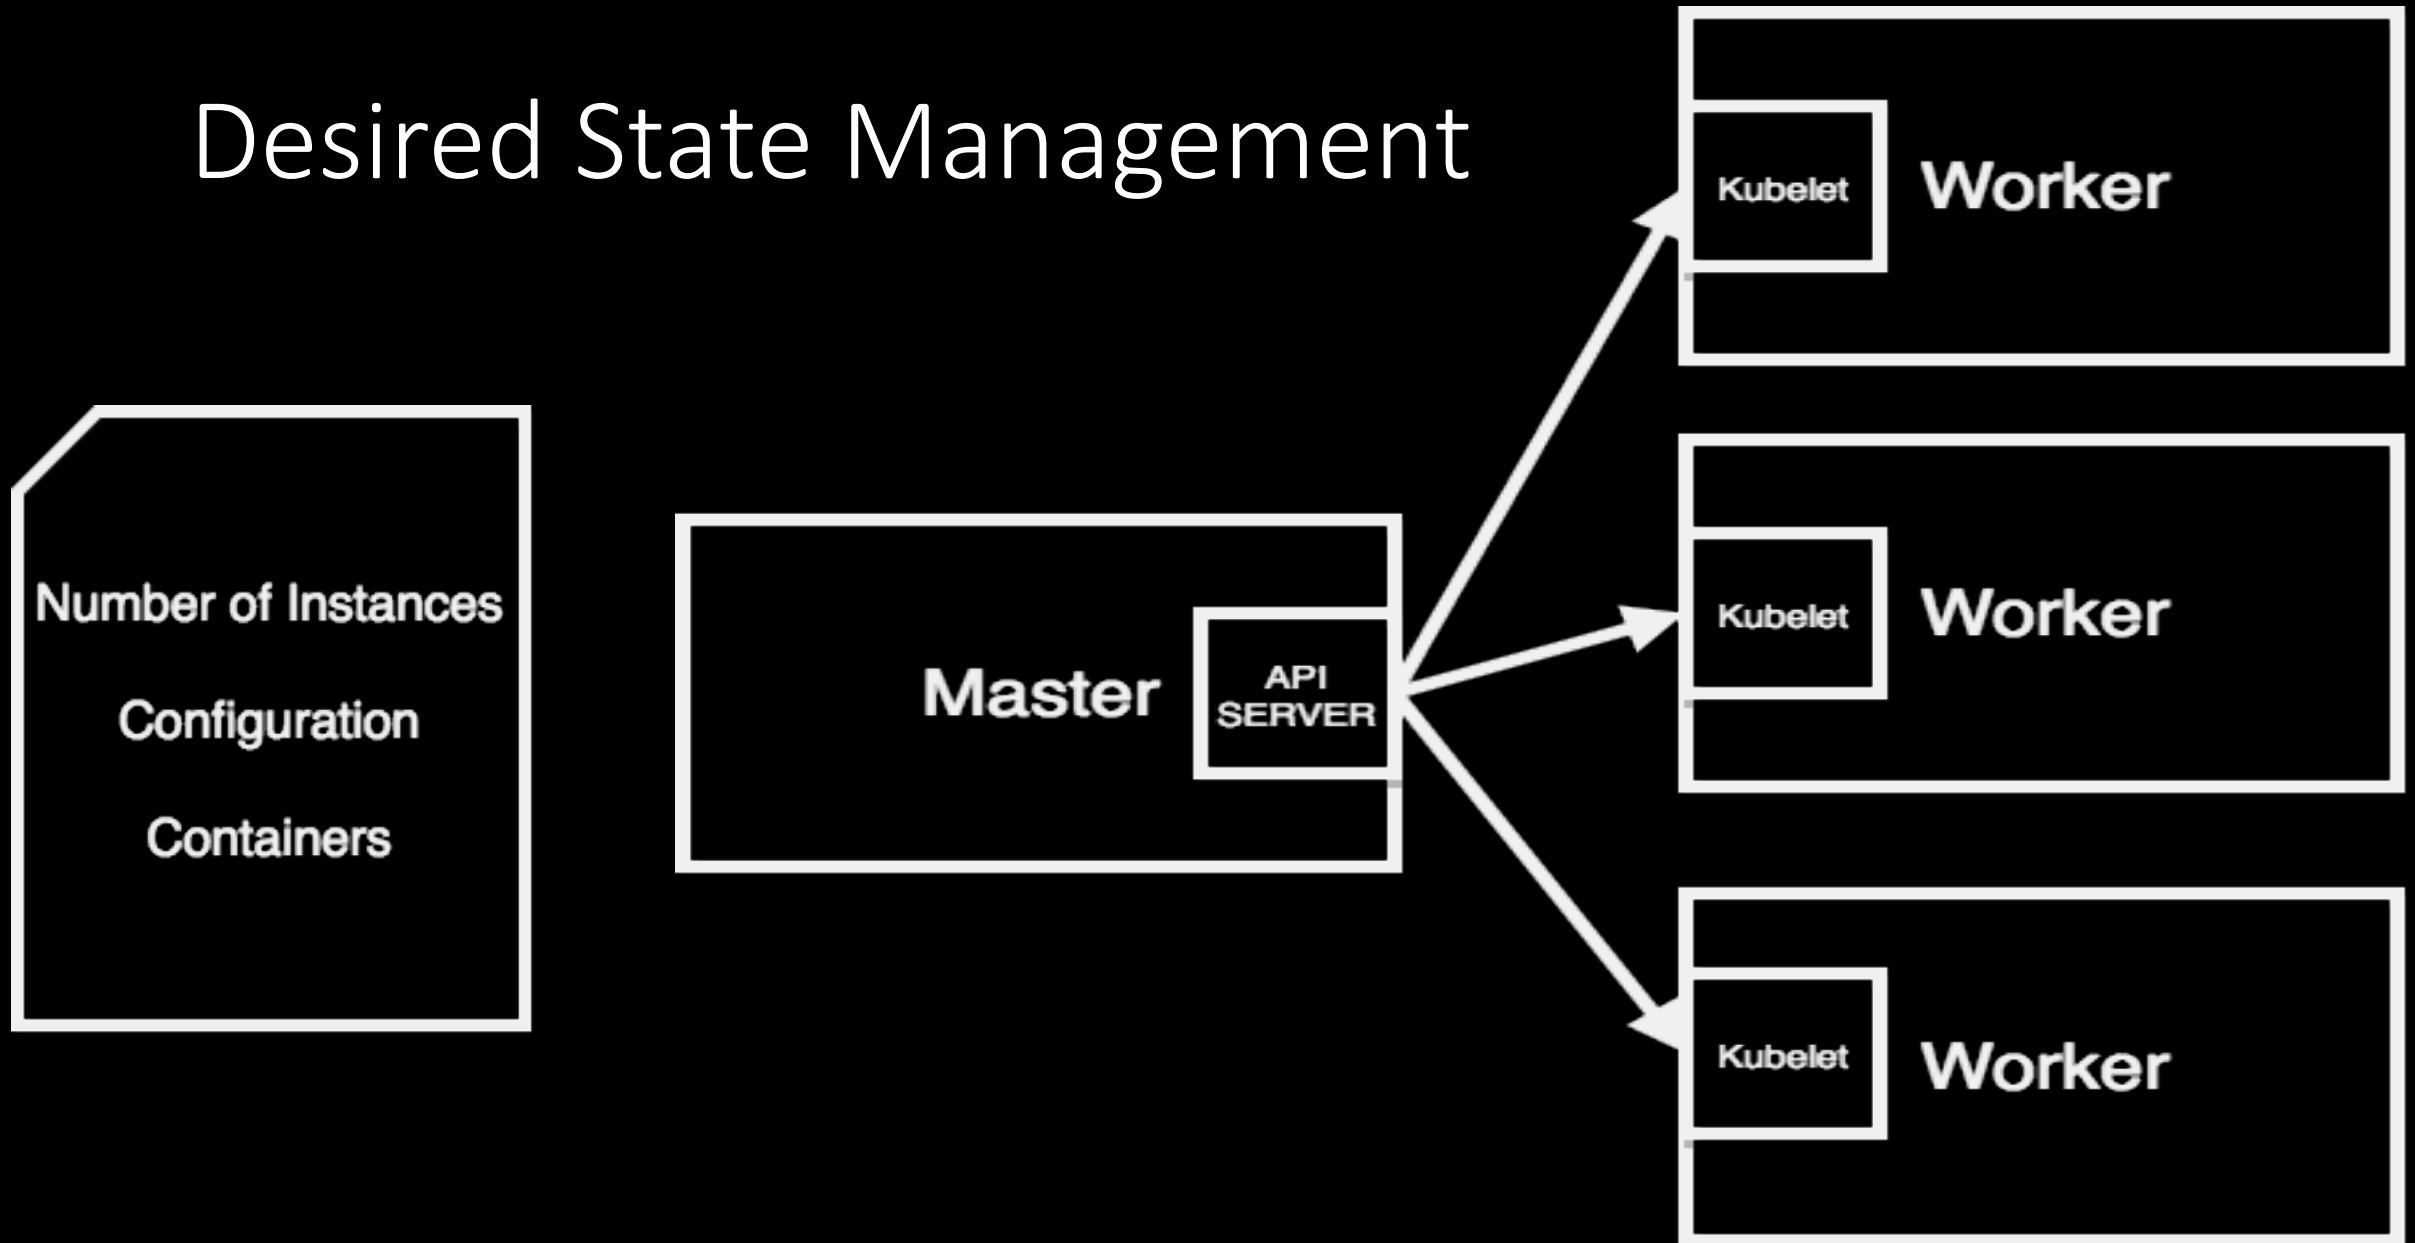 Desired State Management
Number of Instances
Configuration
Containers
Master
API
SERVER
Kubelet
Worker
Kubelet
Worker
Kubelet
Worker